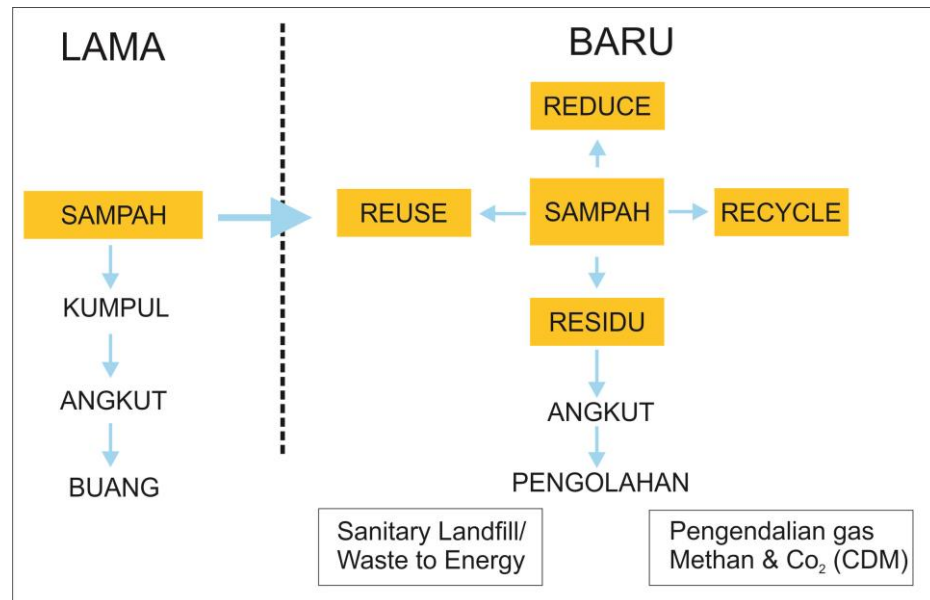 LAMA
BARU
REDUCE
SAMPAH
REUSE
SAMPAH
RECYCLE
KUMPUL
RESIDU
ANGKUT
ANGKUT
BUANG
PENGOLAHAN
Sanitary Landfill/
Waste to Energy
Pengendalian gas
Methan & Co₂ (CDM)